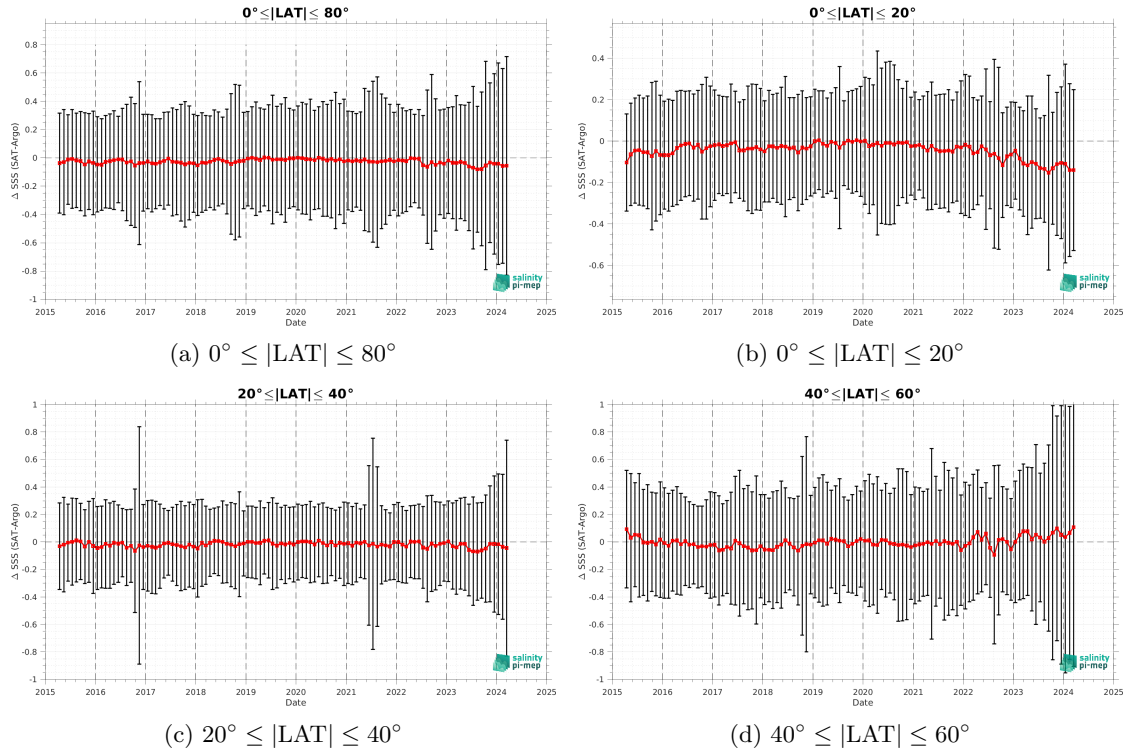 0°≤|LAT|≤ 80°
Δ SSS (SAT-Argo)
0.8
0.6
0.4
0.2
0
-0.2
-0.4
-0.6
-0.8
-1
2015 2016 2017 2018 2019 2020 2021 2022 2023 2024 2025
Date
salinity
pi-mep
(a) 0° ≤ |LAT| ≤ 80°
0°≤|LAT|≤ 20°
Δ SSS (SAT-Argo)
0.4
0.2
0
-0.2
-0.4
-0.6
2015 2016 2017 2018 2019 2020 2021 2022 2023 2024 2025
Date
salinity
pi-mep
(b) 0° ≤ |LAT| ≤ 20°
20°≤|LAT|≤ 40°
Δ SSS (SAT-Argo)
1
0.8
0.6
0.4
0.2
0
-0.2
-0.4
-0.6
-0.8
-1
2015 2016 2017 2018 2019 2020 2021 2022 2023 2024 2025
Date
salinity
pi-mep
(c) 20° ≤ |LAT| ≤ 40°
40°≤|LAT|≤ 60°
Δ SSS (SAT-Argo)
1
0.8
0.6
0.4
0.2
0
-0.2
-0.4
-0.6
-0.8
-1
2015 2016 2017 2018 2019 2020 2021 2022 2023 2024 2025
Date
salinity
pi-mep
(d) 40° ≤ |LAT| ≤ 60°